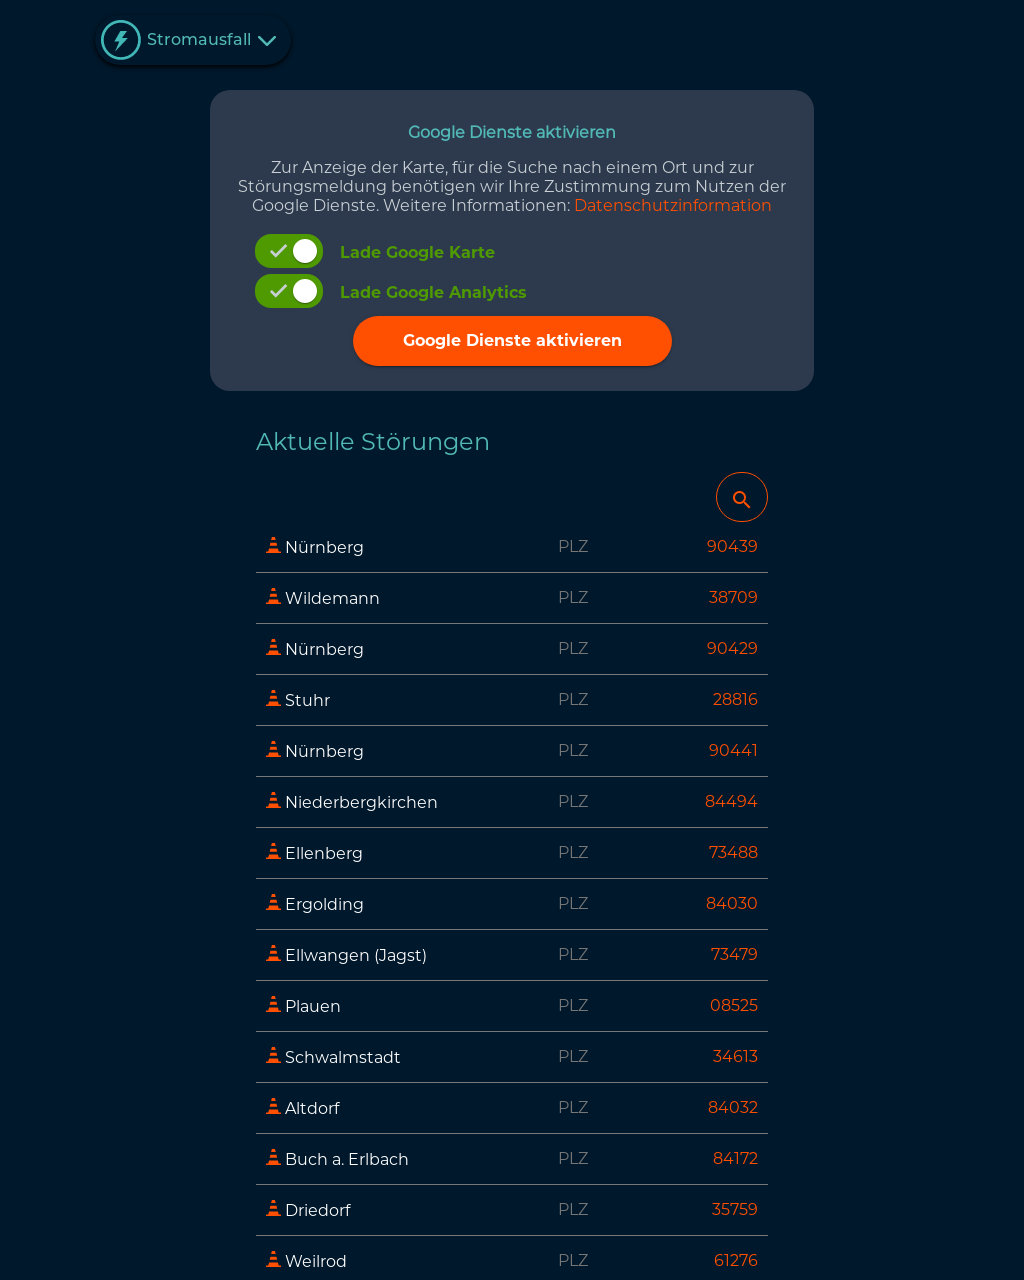 Stromausfall
Google Dienste aktivieren
Zur Anzeige der Karte, für die Suche nach einem Ort und zur
Störungsmeldung benötigen wir Ihre Zustimmung zum Nutzen der
Google Dienste. Weitere Informationen: Datenschutzinformation
Lade Google Karte
Lade Google Analytics
Google Dienste aktivieren
Aktuelle Störungen
Nürnberg PLZ 90439
Wildemann PLZ 38709
Nürnberg PLZ 90429
Stuhr PLZ 28816
Nürnberg PLZ 90441
Niederbergkirchen PLZ 84494
Ellenberg PLZ 73488
Ergolding PLZ 84030
Ellwangen (Jagst) PLZ 73479
Plauen PLZ 08525
Schwalmstadt PLZ 34613
Altdorf PLZ 84032
Buch a. Erlbach PLZ 84172
Driedorf PLZ 35759
Weilrod PLZ 61276